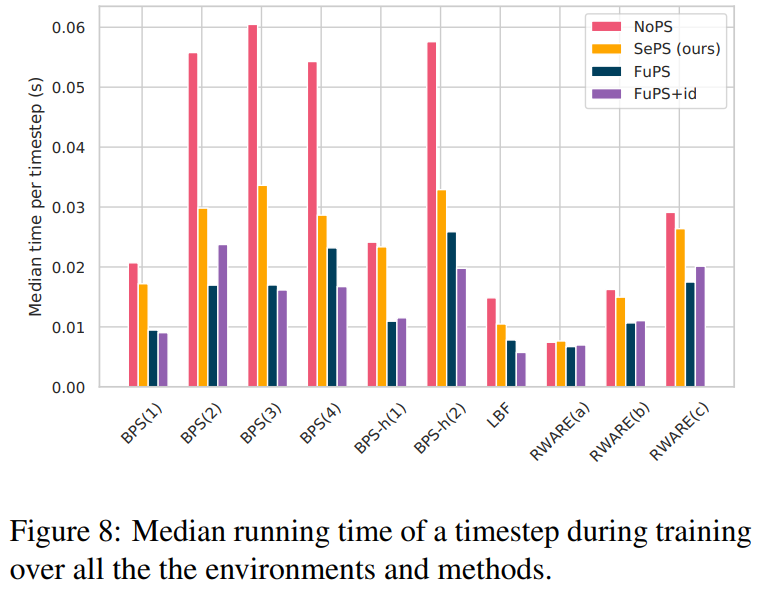 0.06
0.05
0.04
0.03
0.02
0.01
0.00
Median time per timestep (s)
NoPS
SePS (ours)
FuPS
FuPS+id
BPS(1)
BPS(2)
BPS(3)
BPS(4)
BPS-h(1)
BPS-h(2)
LBF
RWARE(a)
RWARE(b)
RWARE(c)
Figure 8: Median running time of a timestep during training
over all the the environments and methods.